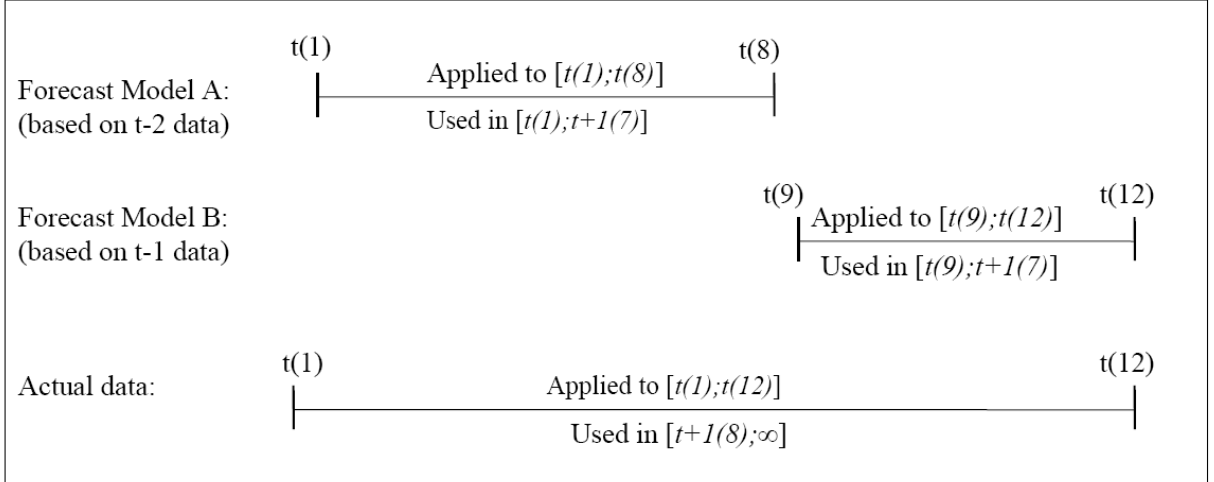 t(1)
t(8)
Forecast Model A:
(based on t-2 data)
Applied to [t(1);t(8)]
Used in [t(1);t+1(7)]
t(9)
t(12)
Forecast Model B:
(based on t-1 data)
Applied to [t(9);t(12)]
Used in [t(9);t+1(7)]
t(1)
t(12)
Actual data:
Applied to [t(1);t(12)]
Used in [t+1(8);∞]